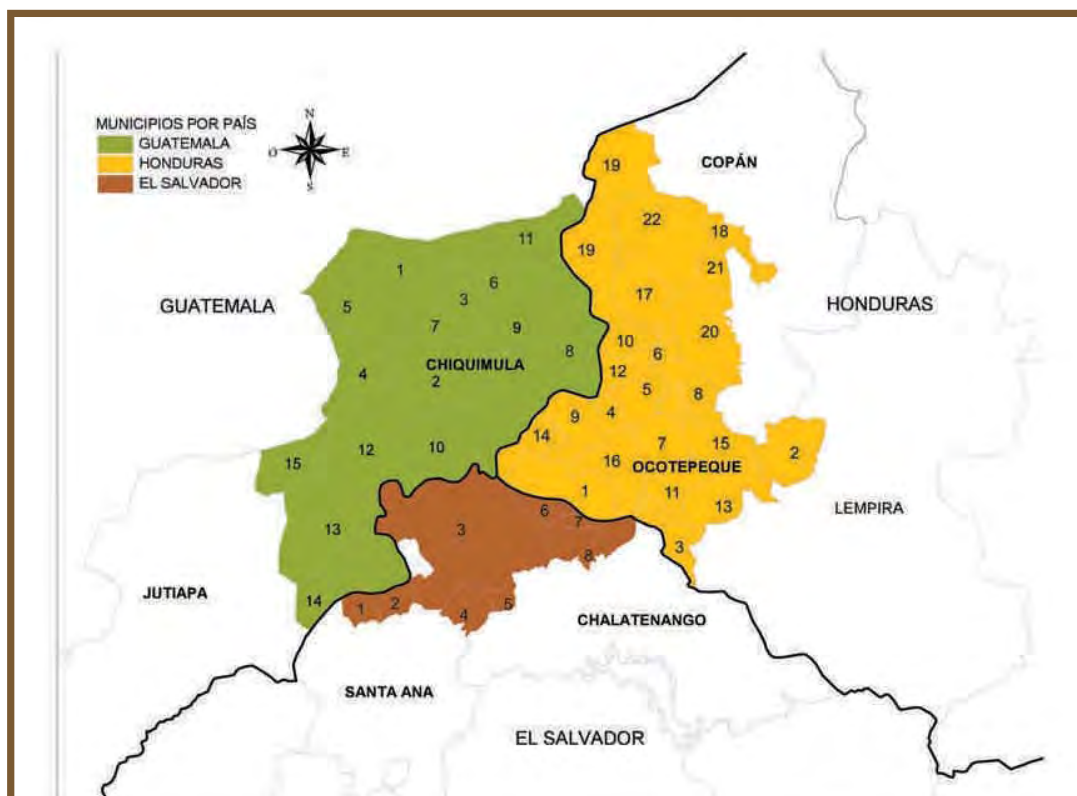 MUNICIPIOS POR PAÍS
GUATEMALA
HONDURAS
EL SALVADOR
N
O
E
S
COPÁN
19
22
18
11
19
21
1
6
GUATEMALA
5
3
17
HONDURAS
7
9
20
10
8
6
CHIQUIMULA
4
2
12
5
8
9
4
14
12
10
7
15
2
15
16
OCOTEPEQUE
1
11
13
LEMPIRA
6
7
13
3
3
8
JUTIAPA
14
1
2
4
5
CHALATENANGO
SANTA ANA
EL SALVADOR